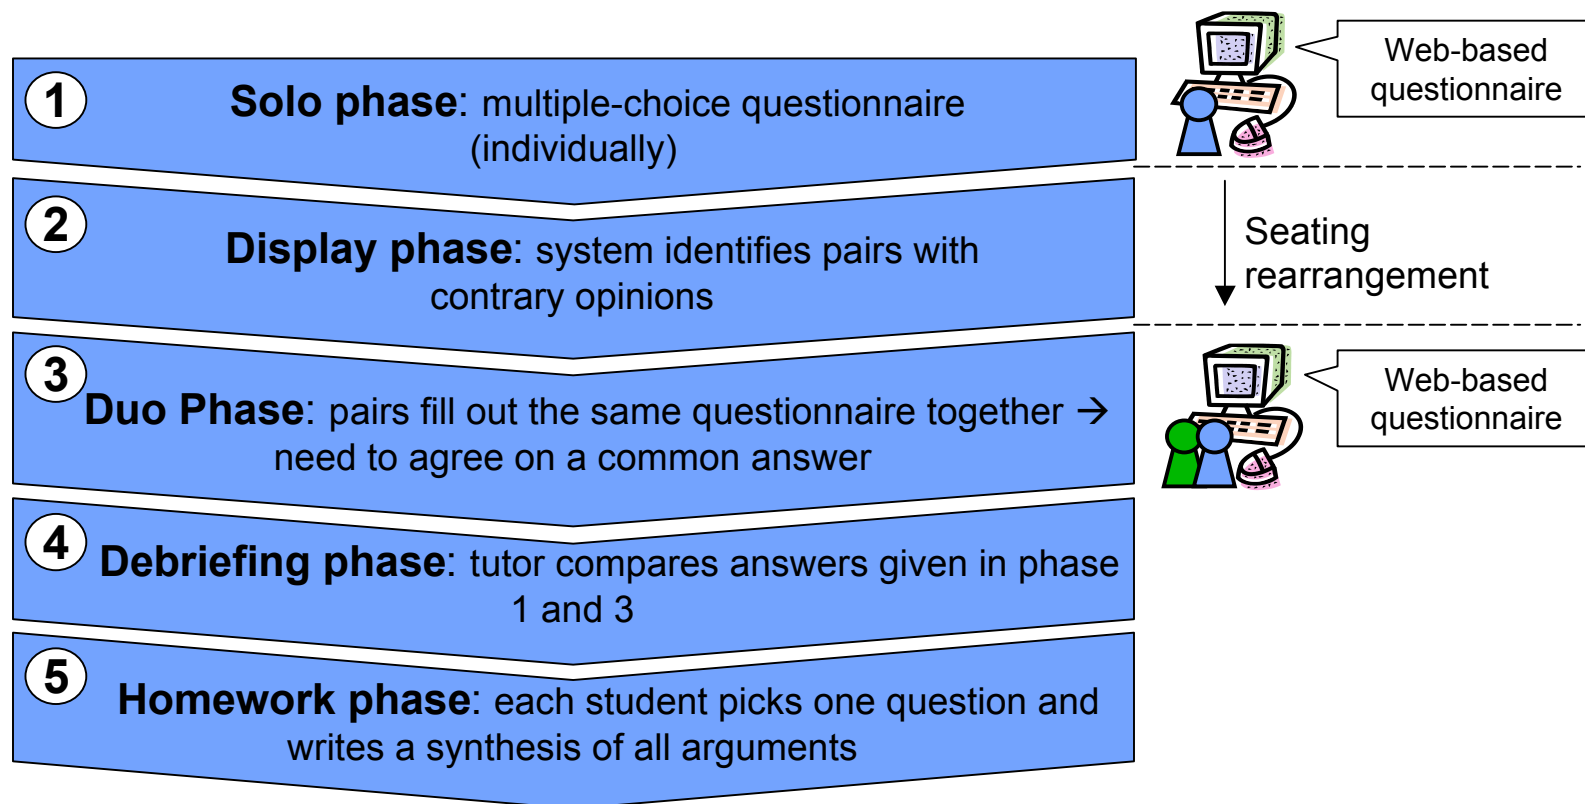 1
Solo phase: multiple-choice questionnaire
(individually)
Web-based
questionnaire
2
Display phase: system identifies pairs with
contrary opinions
Seating
rearrangement
3
Duo Phase: pairs fill out the same questionnaire together →
need to agree on a common answer
Web-based
questionnaire
4
Debriefing phase: tutor compares answers given in phase
1 and 3
5
Homework phase: each student picks one question and
writes a synthesis of all arguments